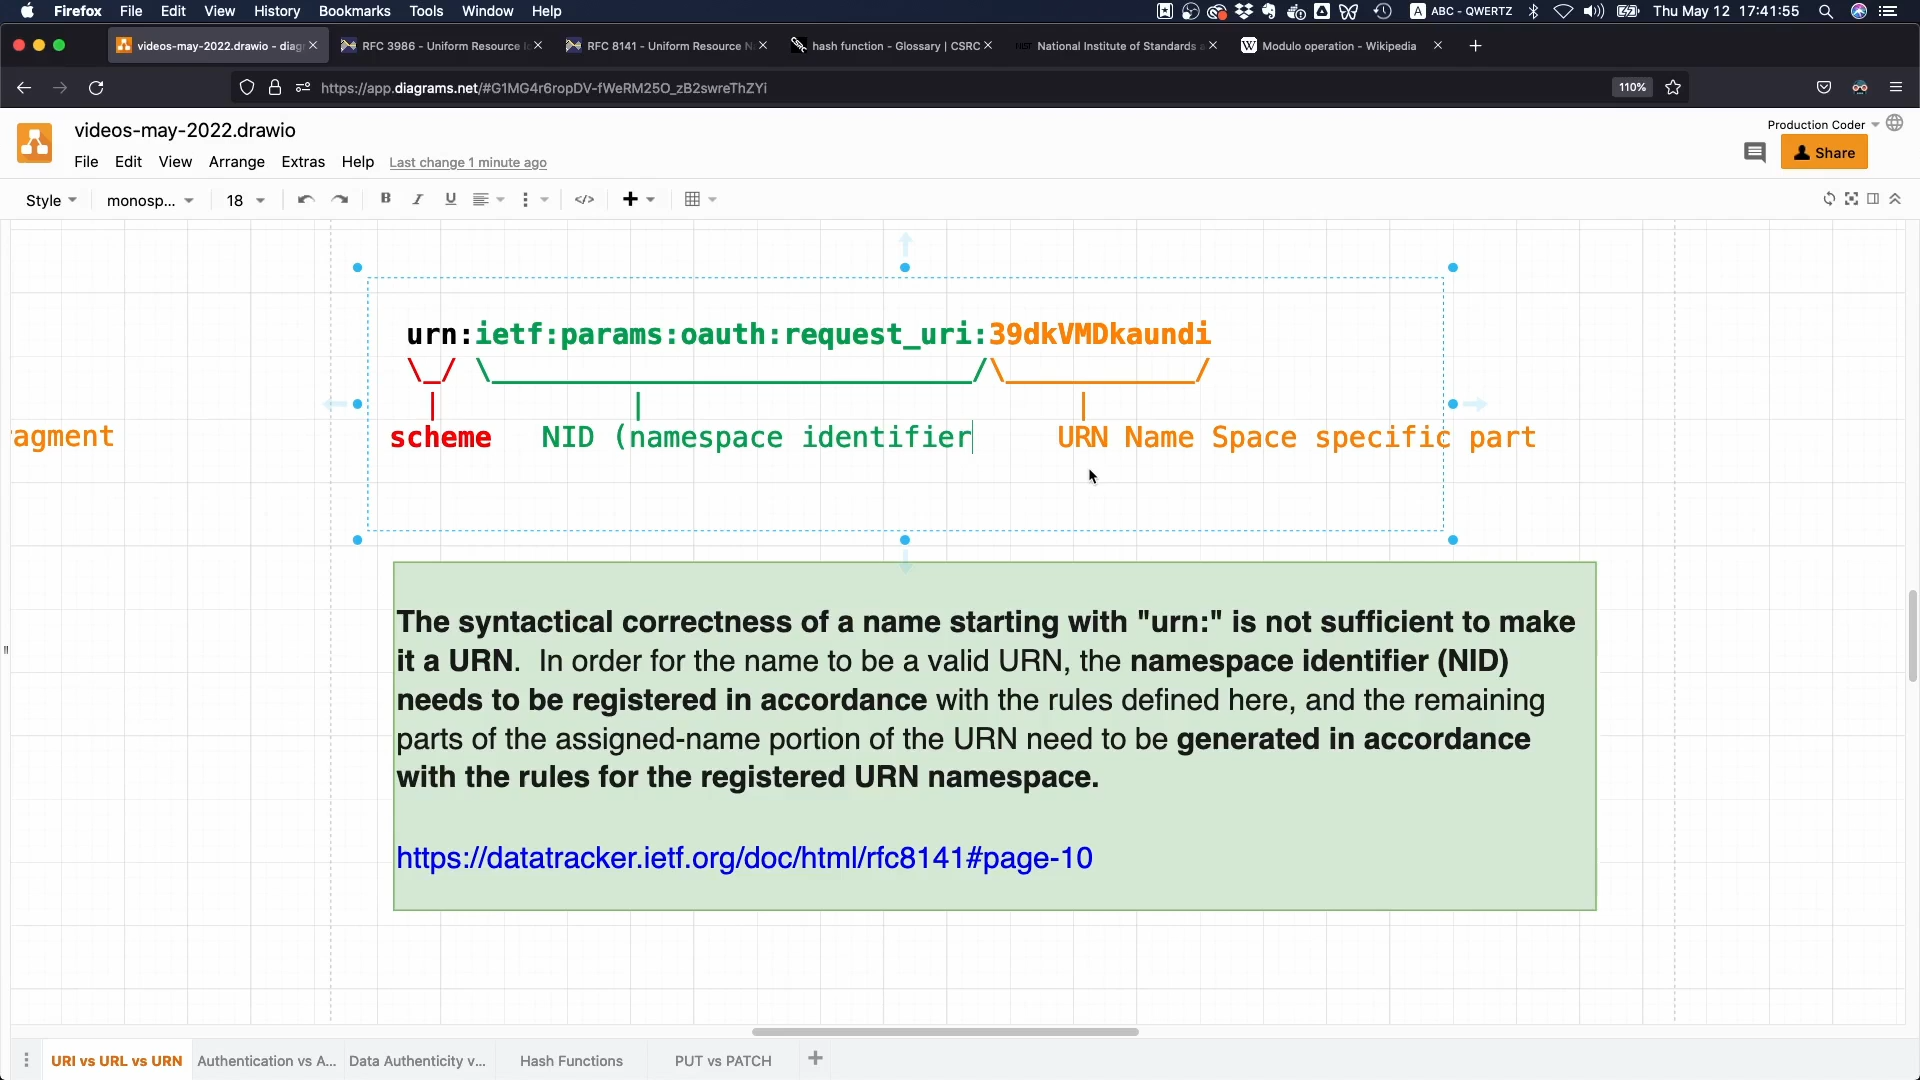 Firefox File Edit View History Bookmarks Tools Window Help
ABC - QWERTZ Thu May 12 17:41:55
videos-may-2022.drawio - diag
RFC 3986 - Uniform Resource
RFC 8141 - Uniform Resource
hash function - Glossary | CSRC
National Institute of Standards
Modulo operation - Wikipedia
https://app.diagrams.net/#G1MG4r6ropDV-fWeRM25O_zB2swreThZYi
110%
videos-may-2022.drawio
Production Coder
File Edit View Arrange Extras Help Last change 1 minute ago
Share
Style monosp... 18 B I U
urn:ietf:params:oauth:request_uri:39dkVMDkaundi
\_/ \____________________________/\___________/
| | |
ragment scheme NID (namespace identifier URN Name Space specific part
The syntactical correctness of a name starting with "urn:" is not sufficient to make
it a URN. In order for the name to be a valid URN, the namespace identifier (NID)
needs to be registered in accordance with the rules defined here, and the remaining
parts of the assigned-name portion of the URN need to be generated in accordance
with the rules for the registered URN namespace.
https://datatracker.ietf.org/doc/html/rfc8141#page-10
URI vs URL vs URN Authentication vs A... Data Authenticity v... Hash Functions PUT vs PATCH